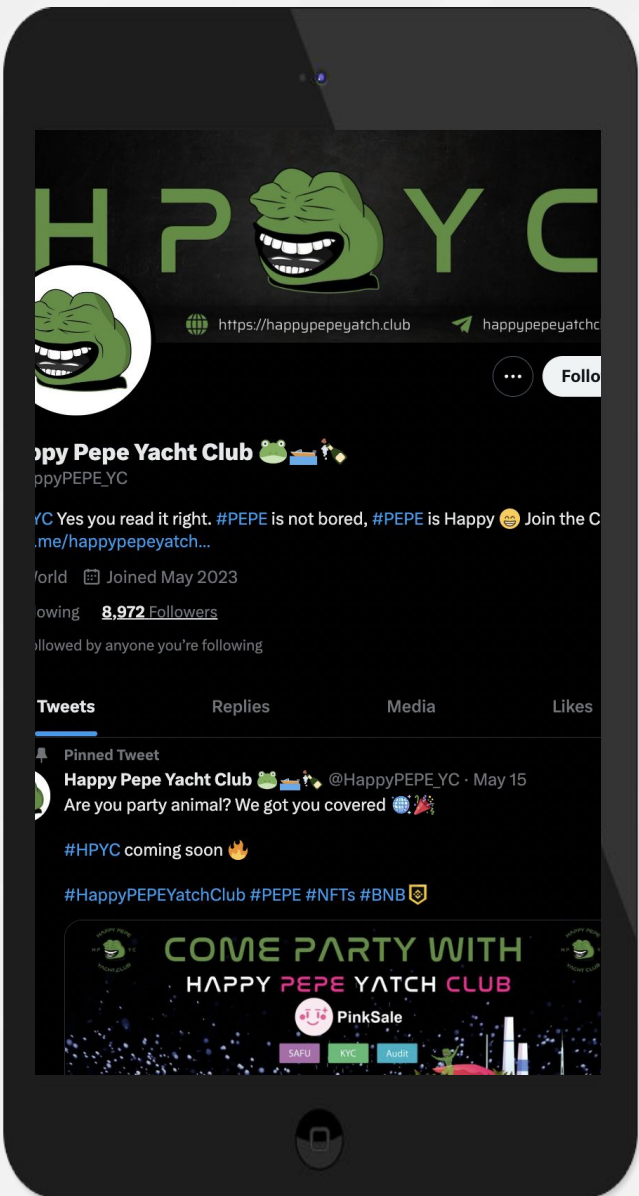 H P Y C
https://happypepeyatch.club
happypepeyatchc
Follo
ppy Pepe Yacht Club 🐸🚤🍾
ppyPEPE_YC
YC Yes you read it right. #PEPE is not bored, #PEPE is Happy 😁 Join the C
.me/happypepeyatch...
World Joined May 2023
owing 8,972 Followers
ollowed by anyone you're following
Tweets Replies Media Likes
Pinned Tweet
Happy Pepe Yacht Club 🐸🚤🍾 @HappyPEPE_YC · May 15
Are you party animal? We got you covered 🪩🎉
#HPYC coming soon 🔥
#HappyPEPEYatchClub #PEPE #NFTs #BNB
COME PARTY WITH
HAPPY PEPE YATCH CLUB
PinkSale
SAFU KYC Audit